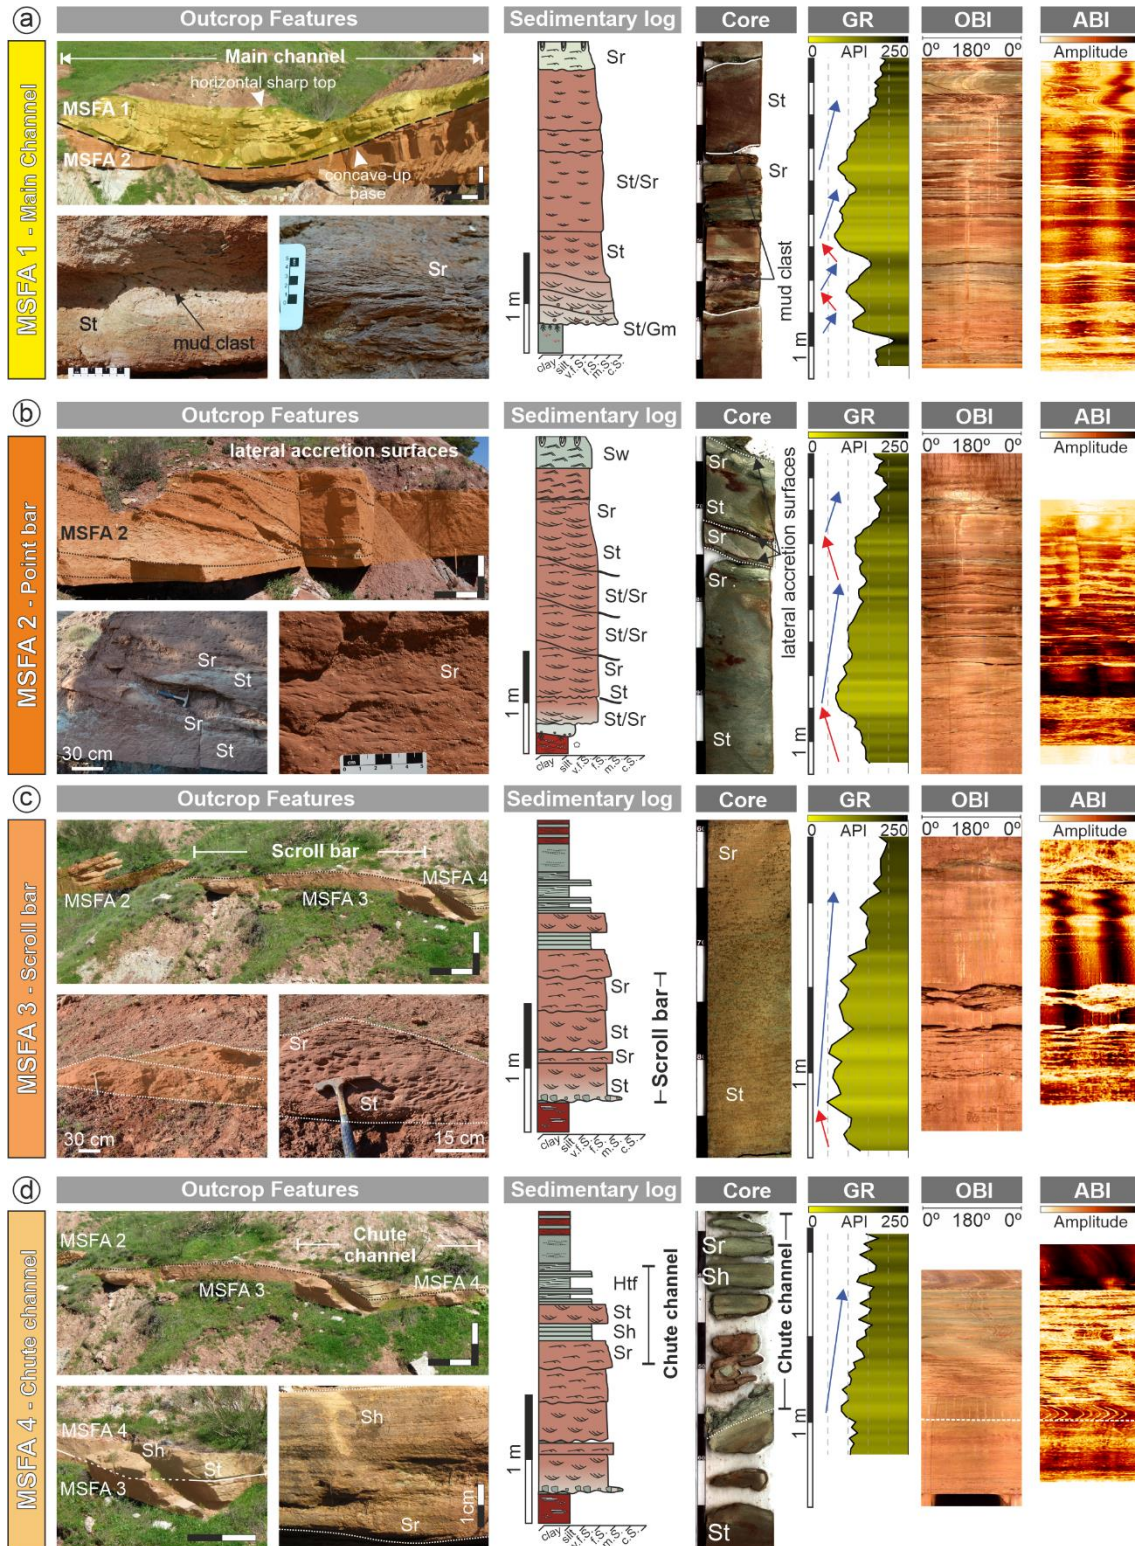 a
Outcrop Features
Sedimentary log
Core
GR
OBI
ABI
MSFA 1 - Main Channel
Main channel
horizontal sharp top
MSFA 1
MSFA 2
concave-up
base
St
mud clast
Sr
Sr
St/Sr
St
St/Gm
1 m
clay
silt
v.f.S.
f.S.
m.S.
c.S.
St
Sr
mud clast
0 API 250
1 m
0º 180º 0º
Amplitude
b
Outcrop Features
Sedimentary log
Core
GR
OBI
ABI
MSFA 2 - Point bar
lateral accretion surfaces
MSFA 2
Sr
St
Sr
St
30 cm
Sr
Sw
Sr
St
St/Sr
St/Sr
Sr
St
St/Sr
1 m
clay
silt
v.f.S.
f.S.
m.S.
c.S.
Sr
St
Sr
Sr
St
lateral accretion surfaces
0 API 250
1 m
0º 180º 0º
Amplitude
c
Outcrop Features
Sedimentary log
Core
GR
OBI
ABI
MSFA 3 - Scroll bar
Scroll bar
MSFA 2
MSFA 3
MSFA 4
30 cm
Sr
St
15 cm
Sr
St
Sr
St
Scroll bar
1 m
clay
silt
v.f.S.
f.S.
m.S.
c.S.
Sr
St
0 API 250
1 m
0º 180º 0º
Amplitude
d
Outcrop Features
Sedimentary log
Core
GR
OBI
ABI
MSFA 4 - Chute channel
MSFA 2
Chute
channel
MSFA 3
MSFA 4
MSFA 4
Sh
St
MSFA 3
Sh
Sr
1cm
Htf
St
Sh
Sr
Chute channel
1 m
clay
silt
v.f.S.
f.S.
m.S.
c.S.
Sr
Sh
St
Chute channel
0 API 250
1 m
0º 180º 0º
Amplitude